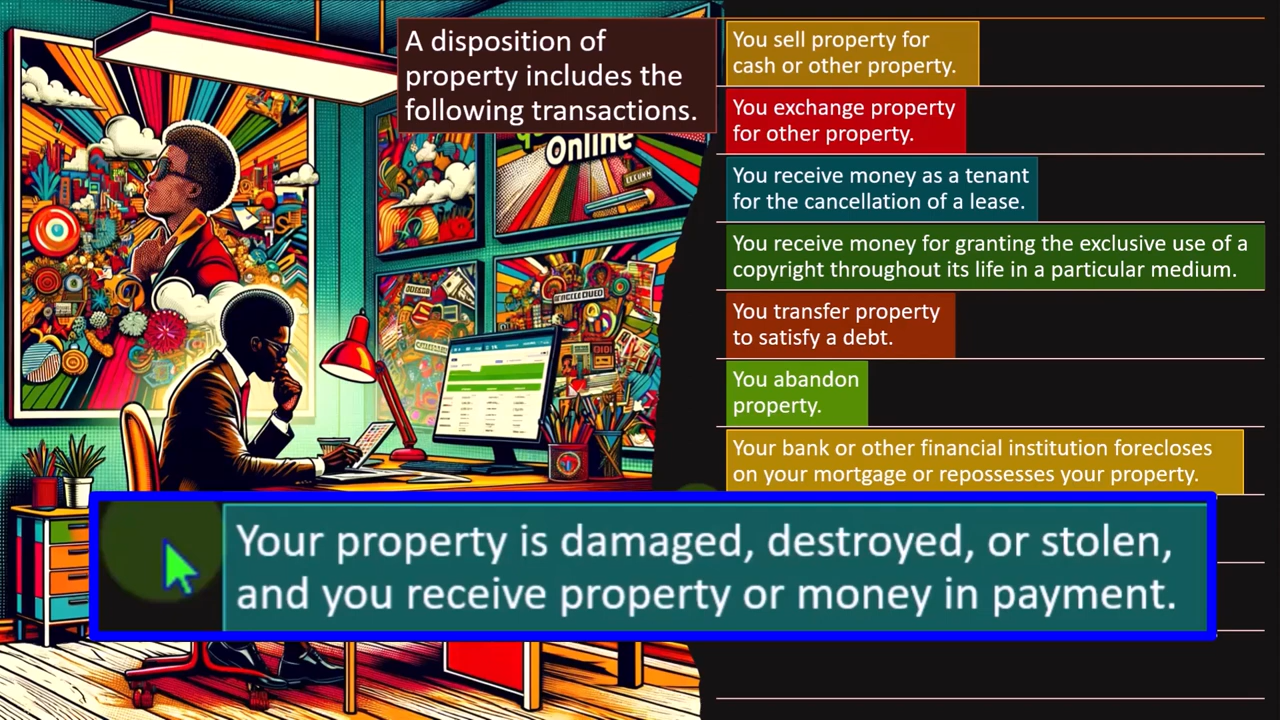 A disposition of
property includes the
following transactions.
Online
You sell property for
cash or other property.
You exchange property
for other property.
You receive money as a tenant
for the cancellation of a lease.
You receive money for granting the exclusive use of a
copyright throughout its life in a particular medium.
You transfer property
to satisfy a debt.
You abandon
property.
Your bank or other financial institution forecloses
on your mortgage or repossesses your property.
Your property is damaged, destroyed, or stolen,
and you receive property or money in payment.